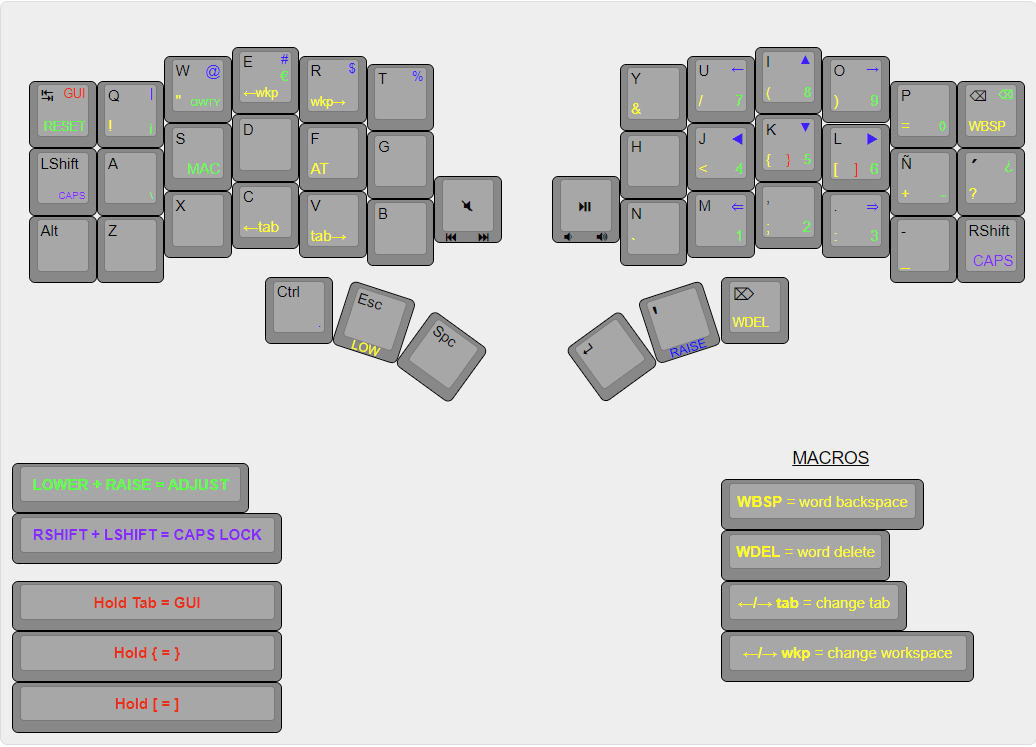 ↹ GUI
RESET
Q |
! ¡
W @
" QWTY
E #
€
←wkp
R $
wkp→
T %
Y
&
U ←
/ 7
I ▲
( 8
O →
) 9
P
= 0
⌫ ⌫
WBSP
LShift
CAPS
A
\
S
MAC
D
F
AT
G
H
J ◀
< 4
K ▼
{ } 5
L ▶
[ ] 6
Ñ
+ ~
´ ¿
?
Alt
Z
X
C
←tab
V
tab→
B
⏮ ⏭
⏯
N
`
M ⇐
1
,
; 2
. ⇒
: 3
-
_
RShift
CAPS
Ctrl
.
Esc
LOW
Spc
↵
'
RAISE
⌦
WDEL
MACROS
LOWER + RAISE = ADJUST
RSHIFT + LSHIFT = CAPS LOCK
Hold Tab = GUI
Hold { = }
Hold [ = ]
WBSP = word backspace
WDEL = word delete
←/→ tab = change tab
←/→ wkp = change workspace